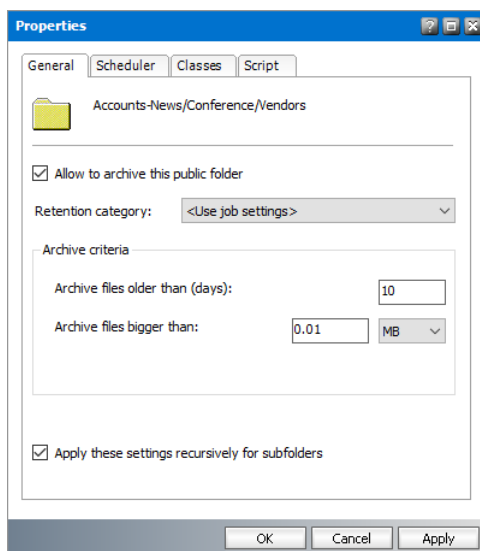 Properties
?
General Scheduler Classes Script
Accounts-News/Conference/Vendors
Allow to archive this public folder
Retention category: <Use job settings>
Archive criteria
Archive files older than (days): 10
Archive files bigger than: 0.01 MB
Apply these settings recursively for subfolders
OK Cancel Apply